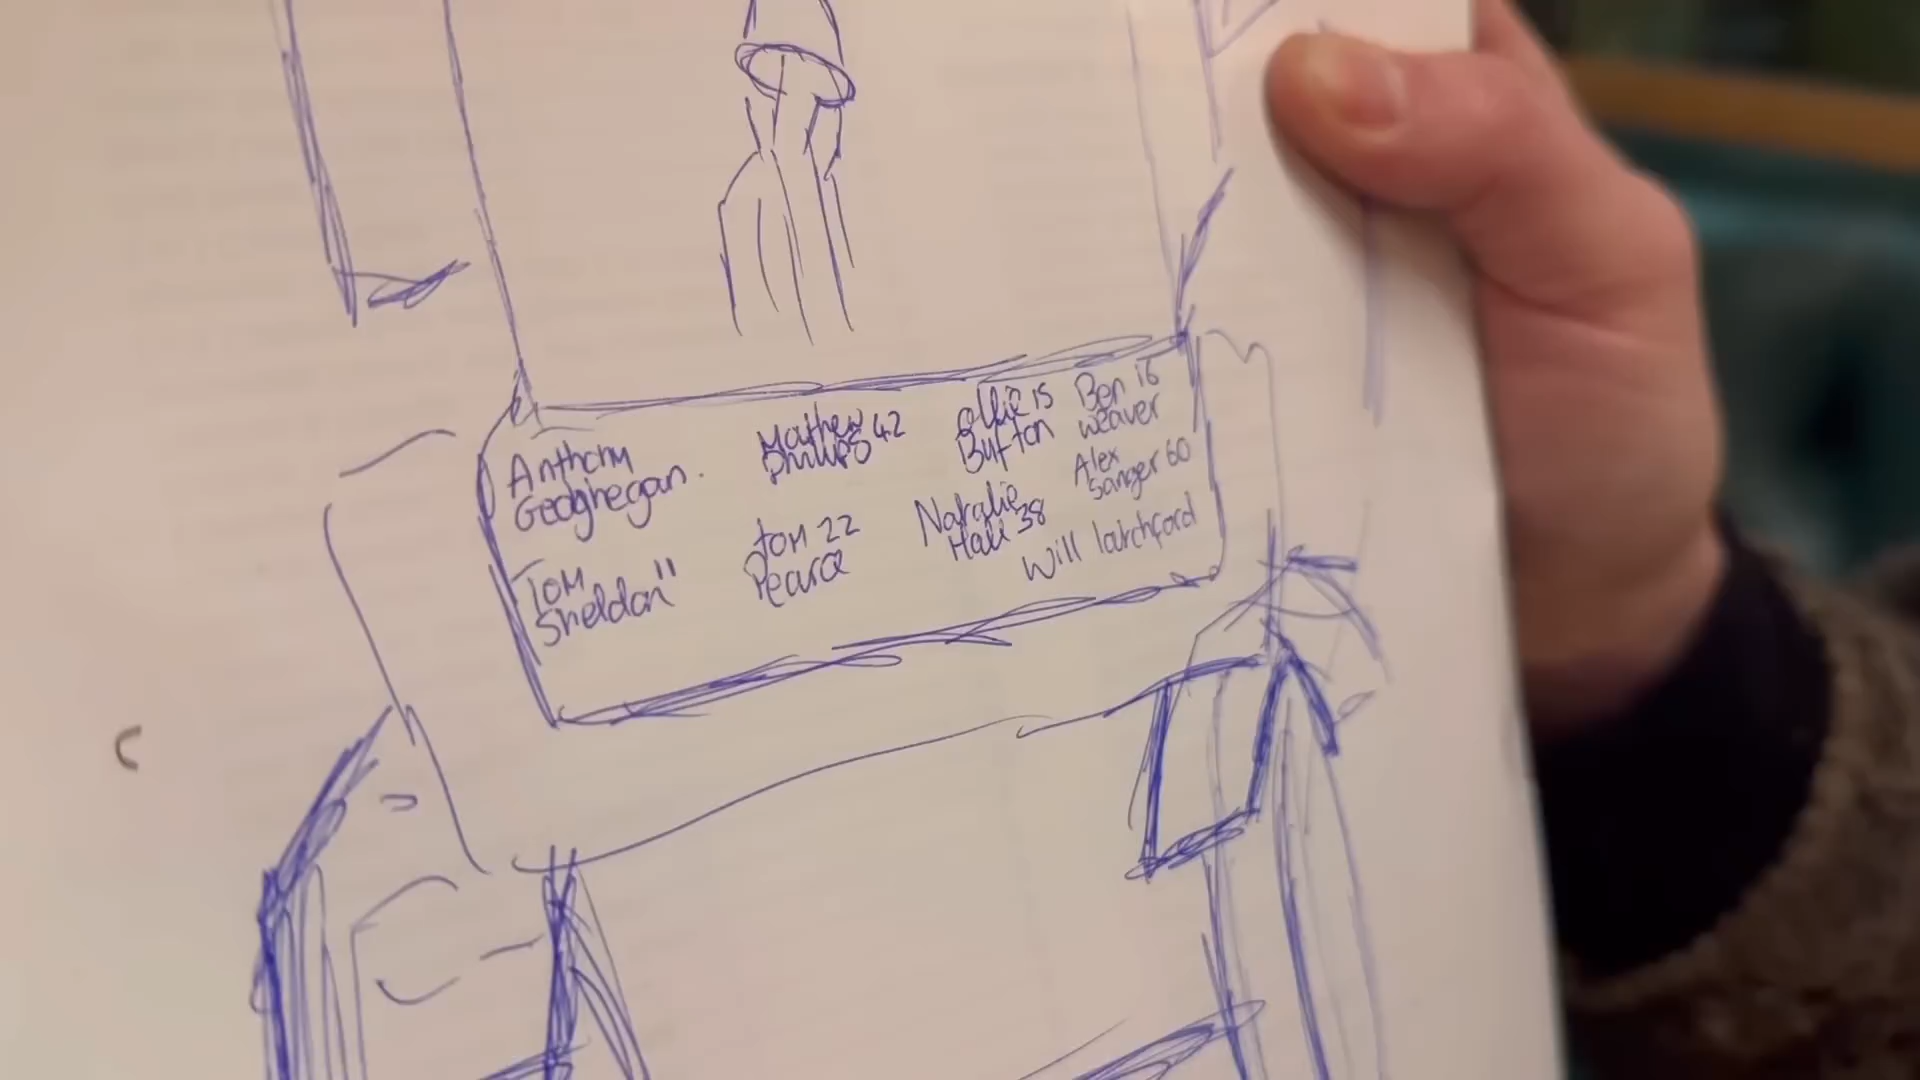 Anthony
Geoghegan.
Tom
Sheldon"
Mathew 42
Phillips
Tom 22
Pearce
Ollie 15
Bufton
Natalie
Hall 38
Ben 16
Weaver
Alex
Sanger 60
Will latchford